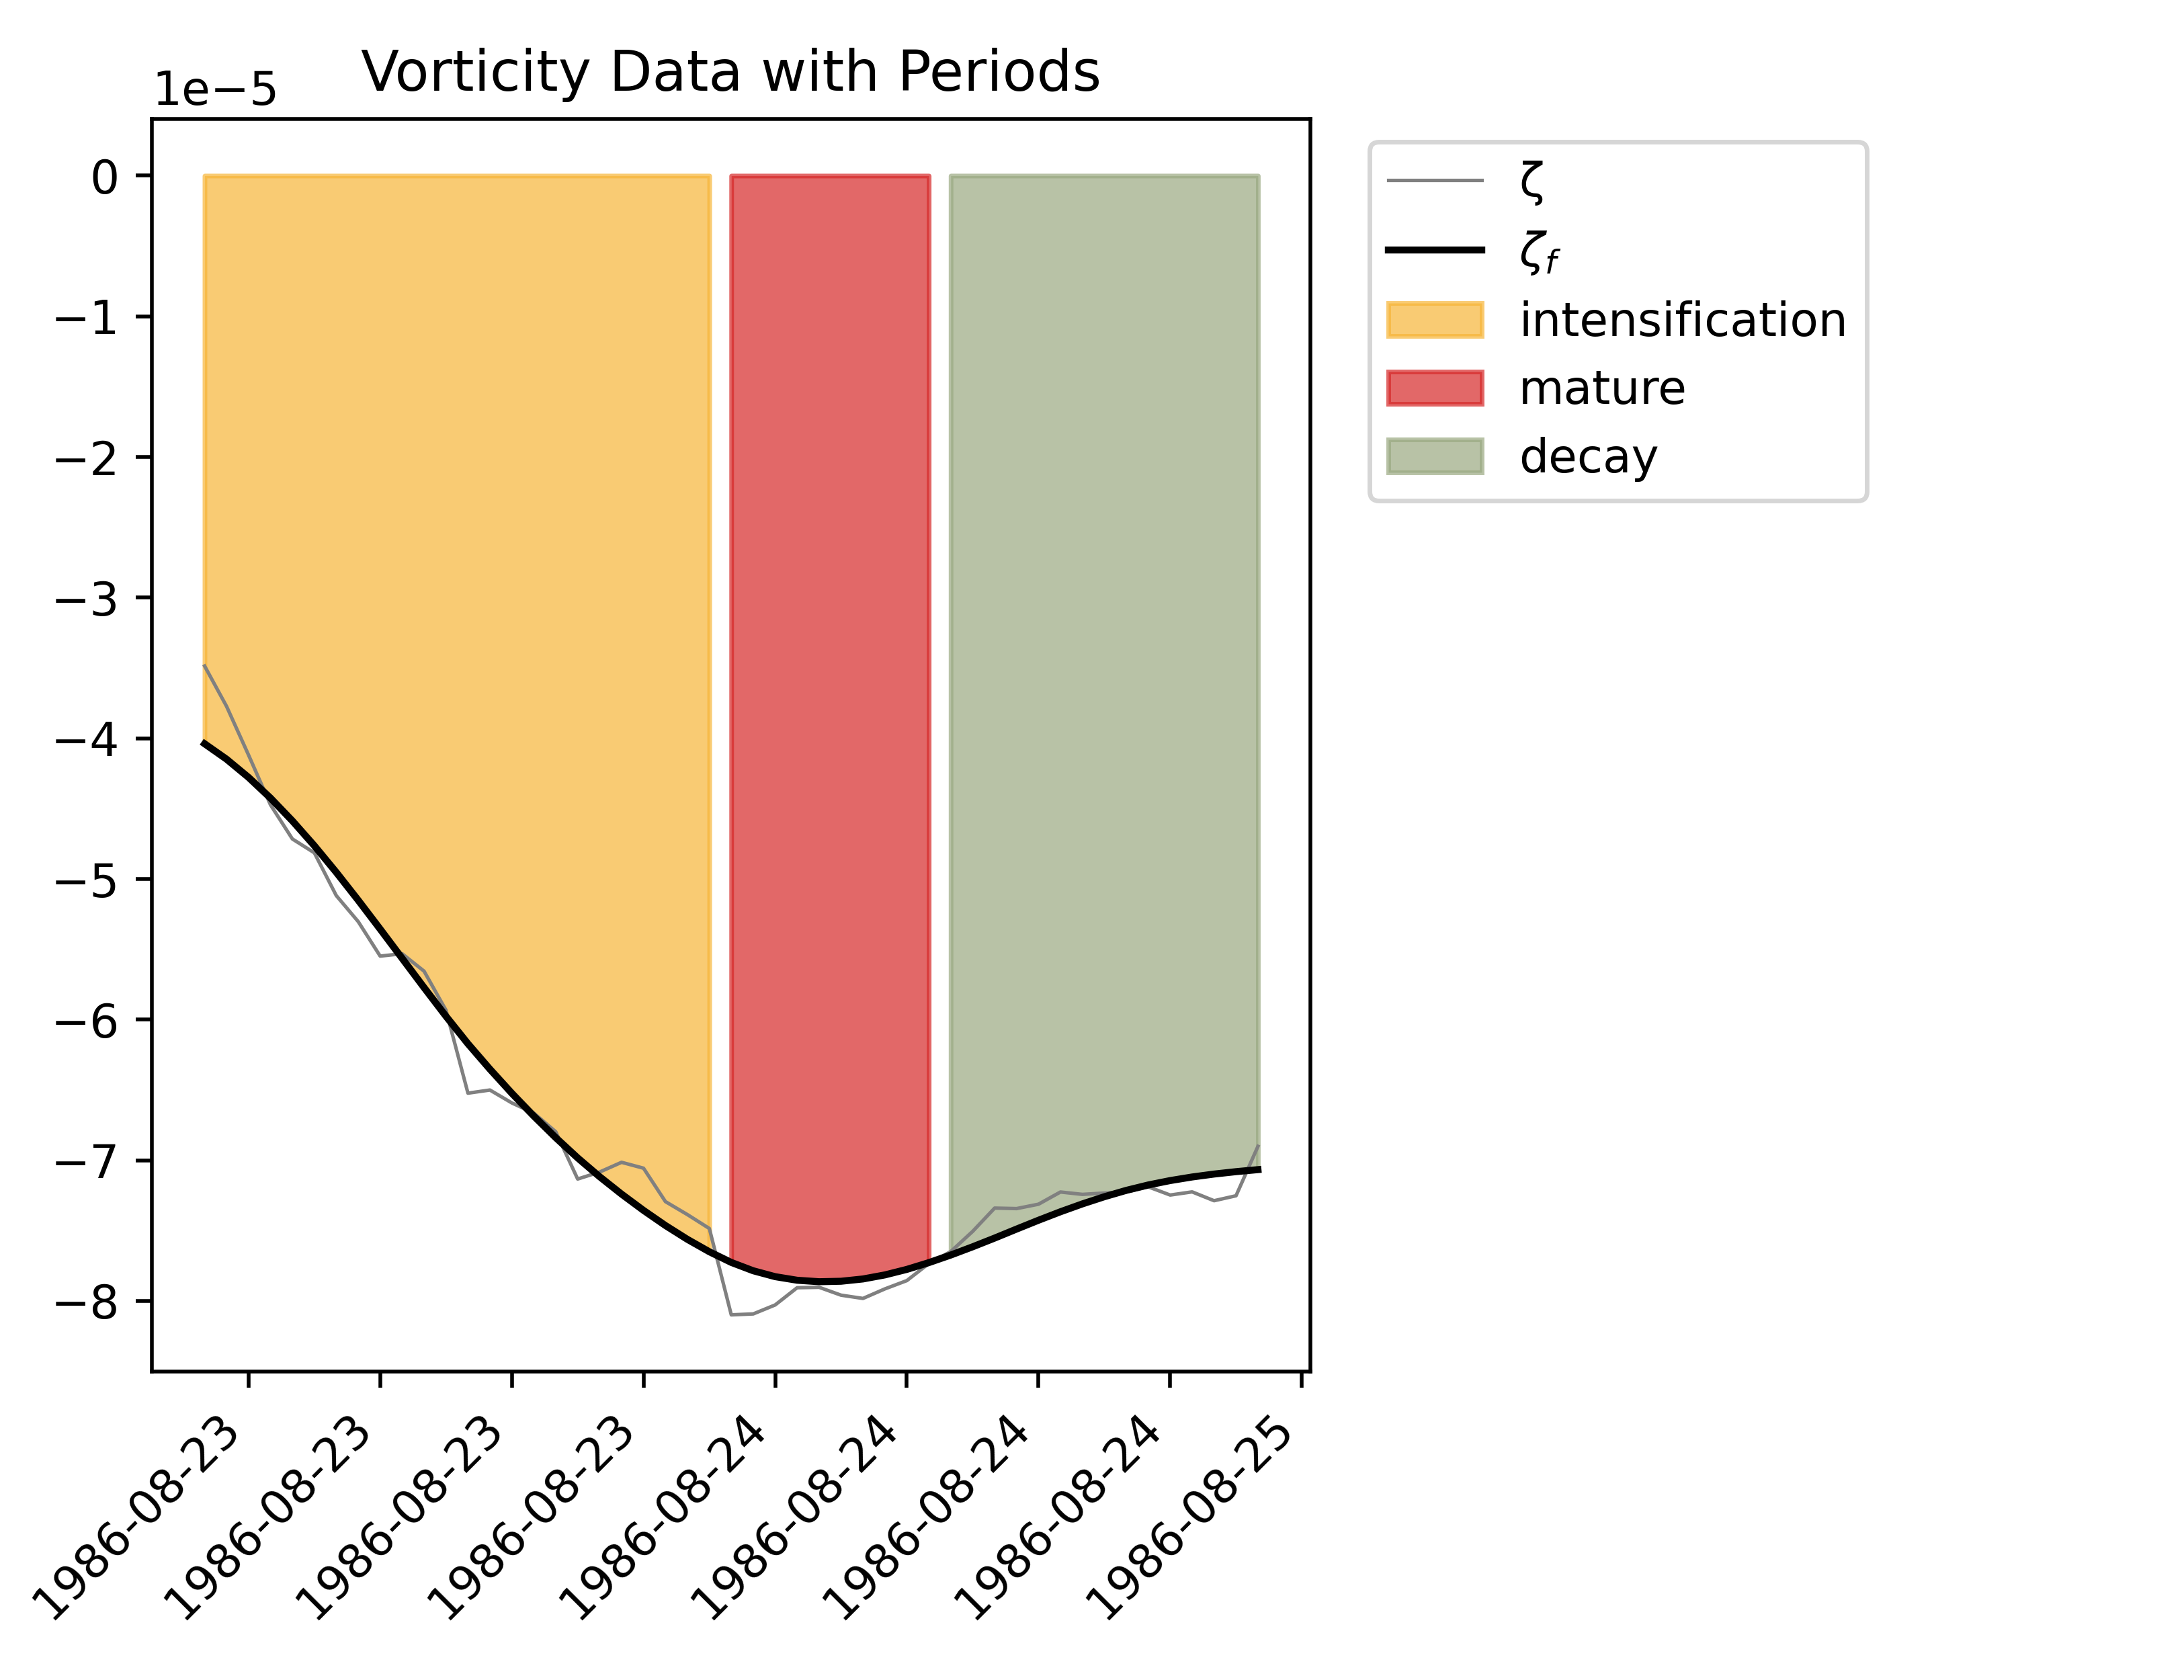 Vorticity Data with Periods
1e−5
0
−1
−2
−3
−4
−5
−6
−7
−8
1986-08-23
1986-08-23
1986-08-23
1986-08-23
1986-08-24
1986-08-24
1986-08-24
1986-08-24
1986-08-25
ζ
ζf
intensification
mature
decay